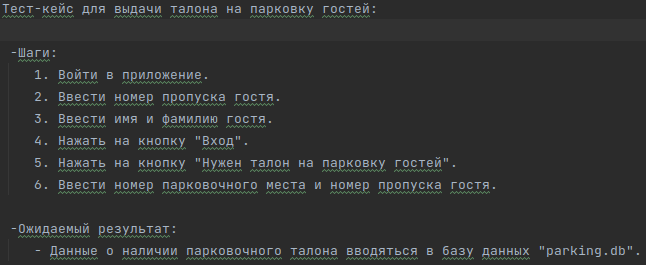 Тест-кейс для выдачи талона на парковку гостей:
-Шаги:
1. Войти в приложение.
2. Ввести номер пропуска гостя.
3. Ввести имя и фамилию гостя.
4. Нажать на кнопку "Вход".
5. Нажать на кнопку "Нужен талон на парковку гостей".
6. Ввести номер парковочного места и номер пропуска гостя.
-Ожидаемый результат:
- Данные о наличии парковочного талона вводяться в базу данных "parking.db".